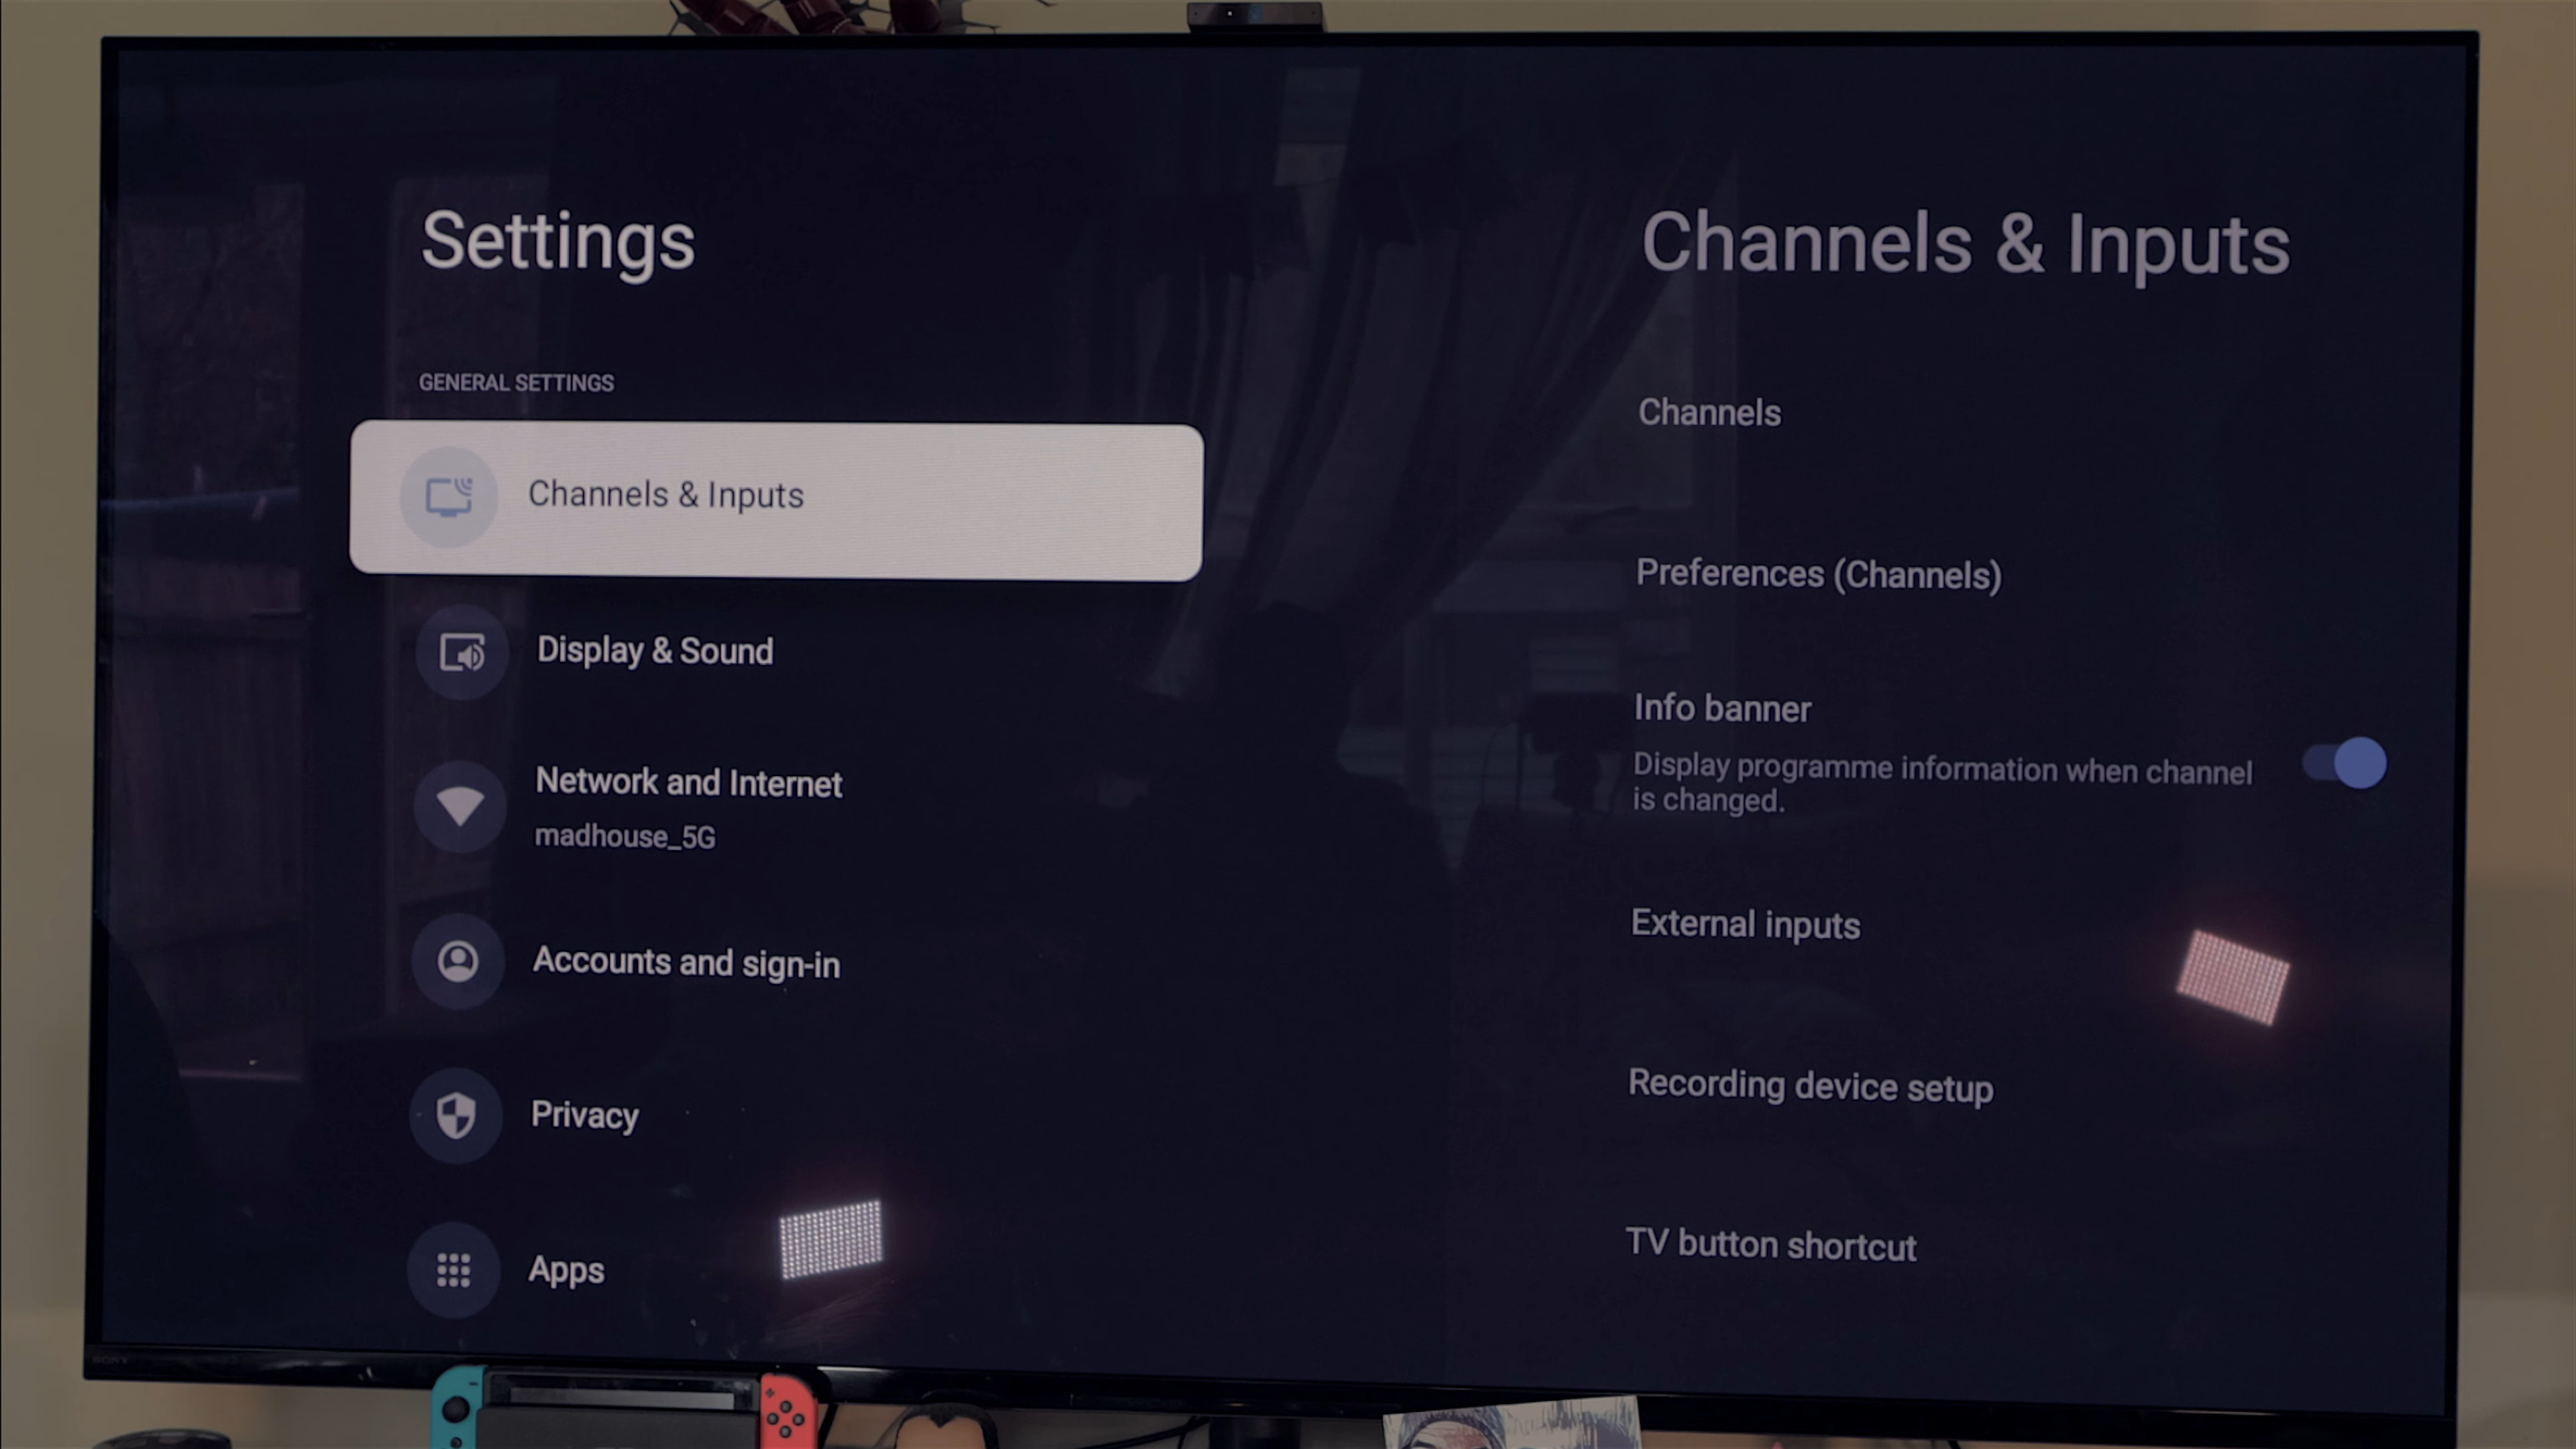 Settings
GENERAL SETTINGS
Channels & Inputs
Display & Sound
Network and Internet
madhouse_5G
Accounts and sign-in
Privacy
Apps
Channels & Inputs
Channels
Preferences (Channels)
Info banner
Display programme information when channel
is changed.
External inputs
Recording device setup
TV button shortcut
SONY